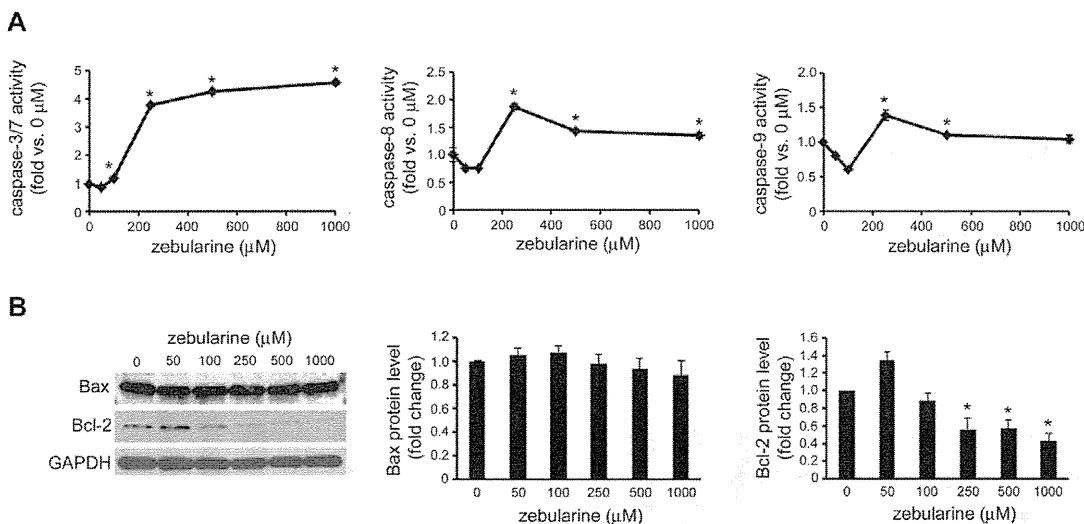 A
caspase-3/7 activity
(fold vs. 0 µM)
5
4
3
2
1
0
* * * *
0 200 400 600 800 1000
zebularine (µM)
caspase-8 activity
(fold vs. 0 µM)
2.5
2.0
1.5
1.0
0.5
0
* * *
0 200 400 600 800 1000
zebularine (µM)
caspase-9 activity
(fold vs. 0 µM)
2.0
1.5
1.0
0.5
0
* *
0 200 400 600 800 1000
zebularine (µM)
B
zebularine (µM)
0 50 100 250 500 1000
Bax
Bcl-2
GAPDH
Bax protein level
(fold change)
1.2
1.0
0.8
0.6
0.4
0.2
0
0 50 100 250 500 1000
zebularine (µM)
Bcl-2 protein level
(fold change)
1.6
1.4
1.2
1.0
0.8
0.6
0.4
0.2
0
* * *
0 50 100 250 500 1000
zebularine (µM)